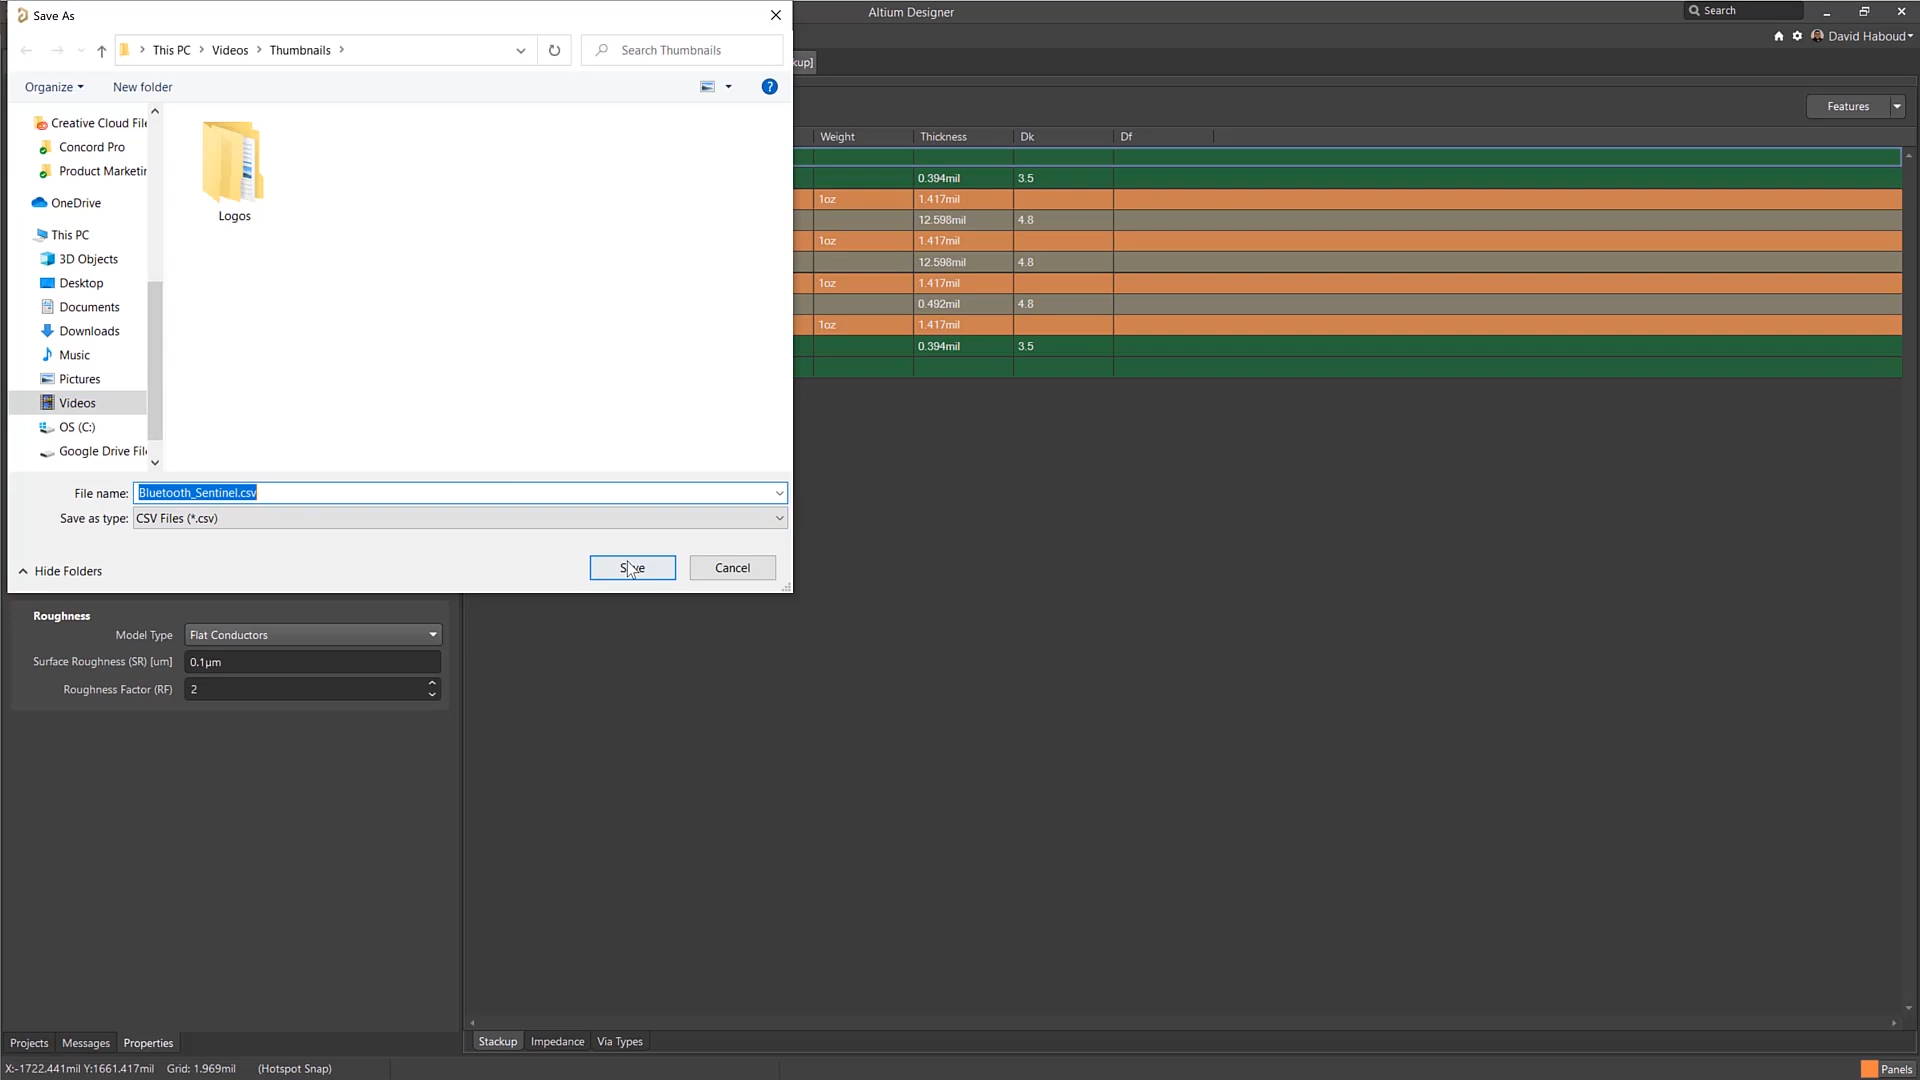 Save As
Altium Designer
Search
This PC
Videos
Thumbnails
Search Thumbnails
David Haboud
kup]
Organize
New folder
Features
Creative Cloud File
Concord Pro
Product Marketin
OneDrive
This PC
3D Objects
Desktop
Documents
Downloads
Music
Pictures
Videos
OS (C:)
Google Drive File
Logos
Weight Thickness Dk Df
0.394mil 3.5
1oz 1.417mil
12.598mil 4.8
1oz 1.417mil
12.598mil 4.8
1oz 1.417mil
0.492mil 4.8
1oz 1.417mil
0.394mil 3.5
File name: Bluetooth_Sentinel.csv
Save as type: CSV Files (*.csv)
Hide Folders
Save
Cancel
Roughness
Model Type Flat Conductors
Surface Roughness (SR) [um] 0.1µm
Roughness Factor (RF) 2
Projects Messages Properties
Stackup Impedance Via Types
X:-1722.441mil Y:1661.417mil Grid: 1.969mil (Hotspot Snap)
Panels